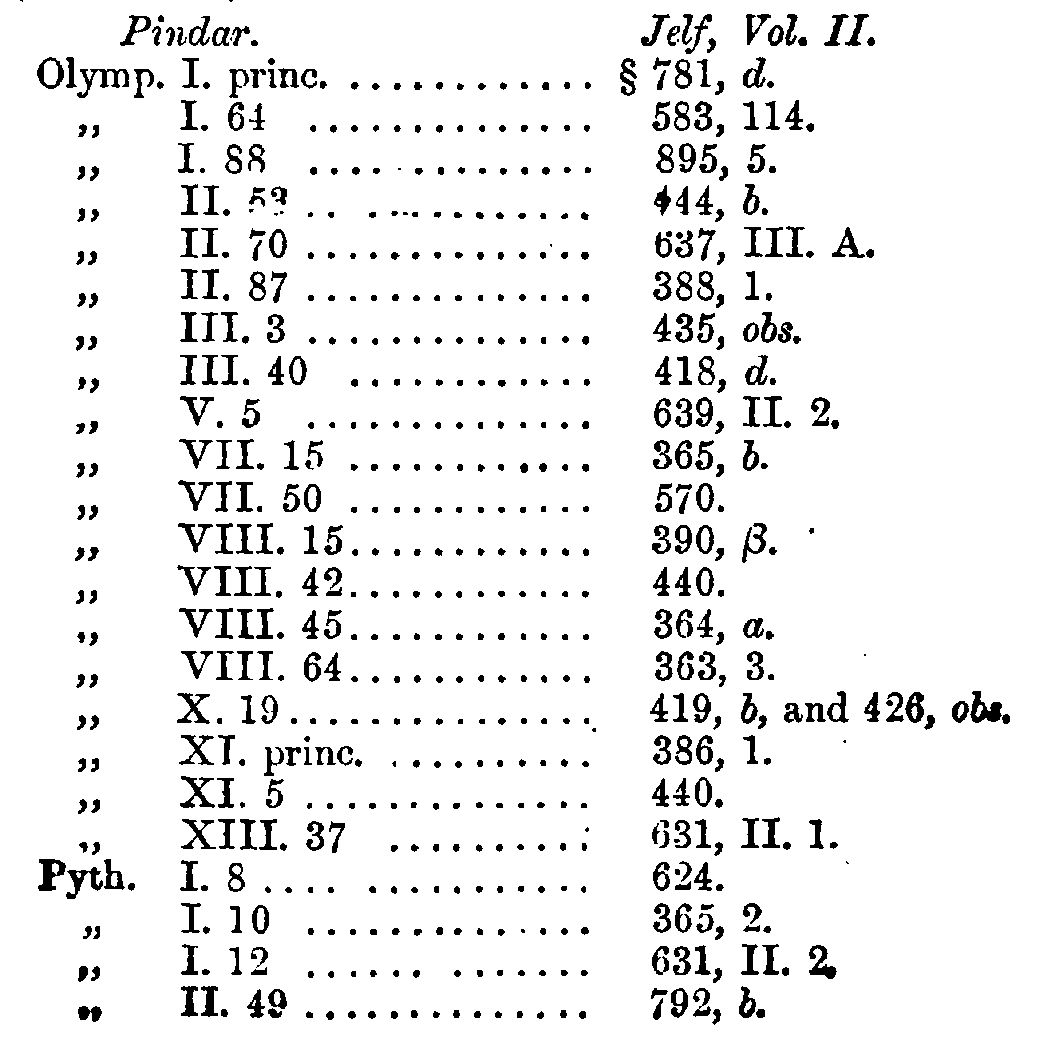 Pindar. Jelf, Vol. II.
Olymp. I. princ. ............. § 781, d.
„ I. 64 .............. 583, 114.
„ I. 88 .............. 895, 5.
„ II. 53 .............. 444, b.
„ II. 70 .............. 637, III. A.
„ II. 87 .............. 388, 1.
„ III. 3 .............. 435, obs.
„ III. 40 ............ 418, d.
„ V. 5 .............. 639, II. 2.
„ VII. 15 ............ 365, b.
„ VII. 50 ............ 570.
„ VIII. 15............ 390, β.
„ VIII. 42............ 440.
„ VIII. 45............ 364, a.
„ VIII. 64............ 363, 3.
„ X. 19............... 419, b, and 426, obs.
„ XI. princ. .......... 386, 1.
„ XI. 5 .............. 440.
„ XIII. 37 .......... 631, II. 1.
Pyth. I. 8 .... ........... 624.
„ I. 10 .............. 365, 2.
„ I. 12 ...... ....... 631, II. 2.
„ II. 49 .............. 792, b.